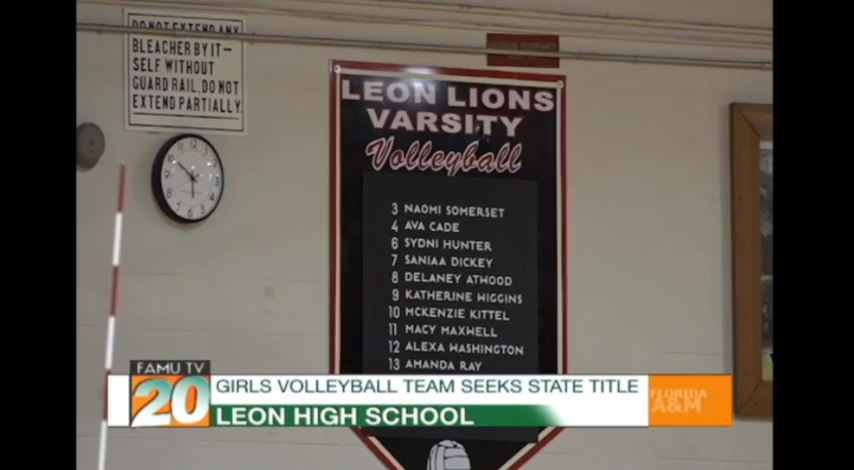 DO NOT EXTEND ANY
BLEACHER BY IT-
SELF WITHOUT
GUARD RAIL, DO NOT
EXTEND PARTIALLY.
LEON LIONS
VARSITY
Volleyball
3 NAOMI SOMERSET
4 AVA CADE
6 SYDNI HUNTER
7 SANIAA DICKEY
8 DELANEY ATWOOD
9 KATHERINE WIGGINS
10 MCKENZIE KITTEL
11 MACY MAXWELL
12 ALEXA WASHINGTON
13 AMANDA RAY
FAMU TV
20
GIRLS VOLLEYBALL TEAM SEEKS STATE TITLE
LEON HIGH SCHOOL
FLORIDA
A&M